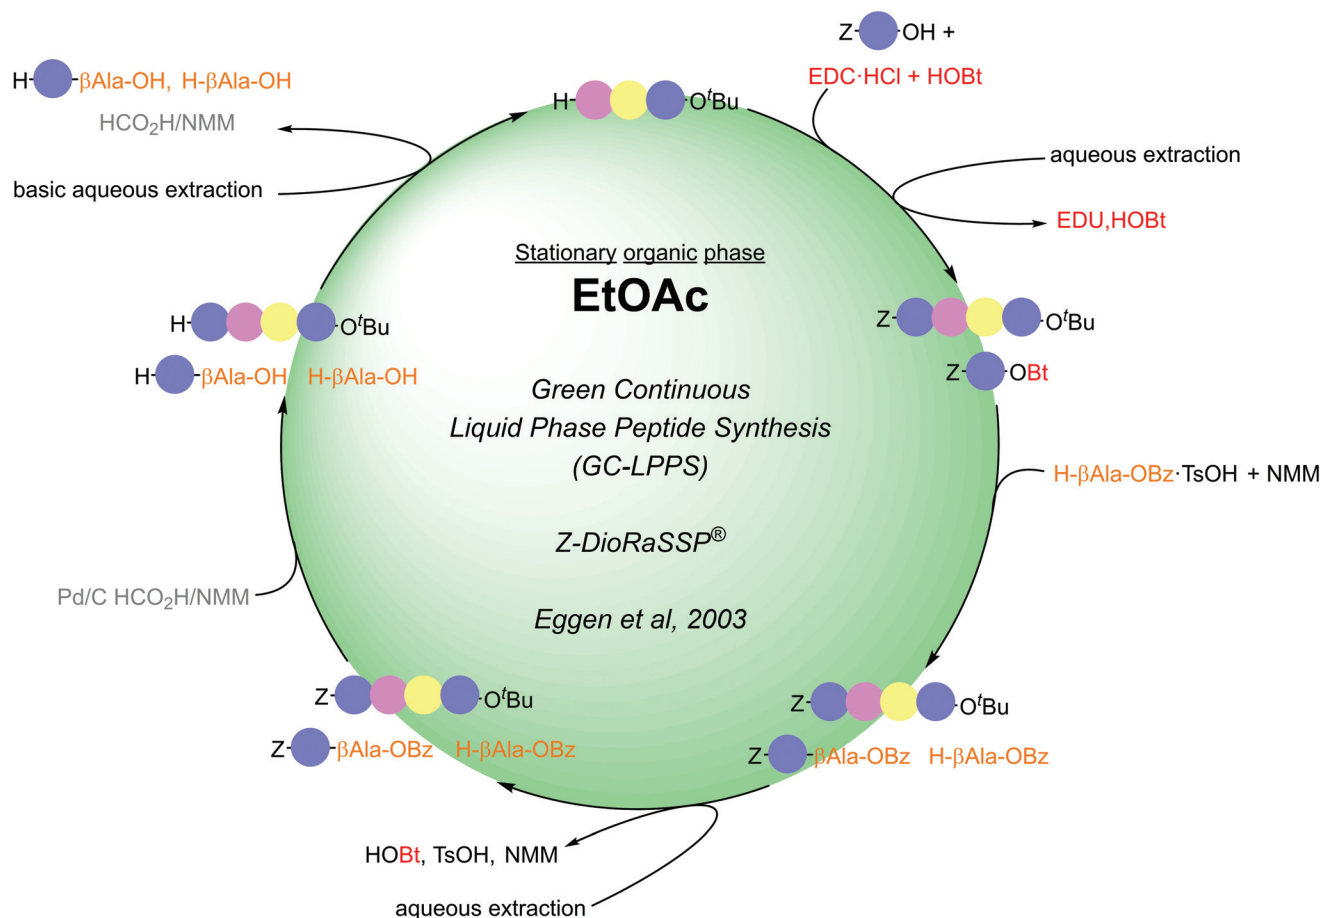 Z-OH +
EDC·HCl + HOBt
H-βAla-OH, H-βAla-OH
HCO₂H/NMM
basic aqueous extraction
H-OᵗBu
aqueous extraction
EDU,HOBt
Stationary organic phase
EtOAc
Green Continuous
Liquid Phase Peptide Synthesis
(GC-LPPS)
Z-DioRaSSP®
Eggen et al, 2003
Z-OᵗBu
Z-OBt
H-βAla-OBz·TsOH + NMM
Z-OᵗBu
Z-βAla-OBz H-βAla-OBz
HOBt, TsOH, NMM
aqueous extraction
Z-OᵗBu
Z-βAla-OBz H-βAla-OBz
Pd/C HCO₂H/NMM
H-OᵗBu
H-βAla-OH H-βAla-OH